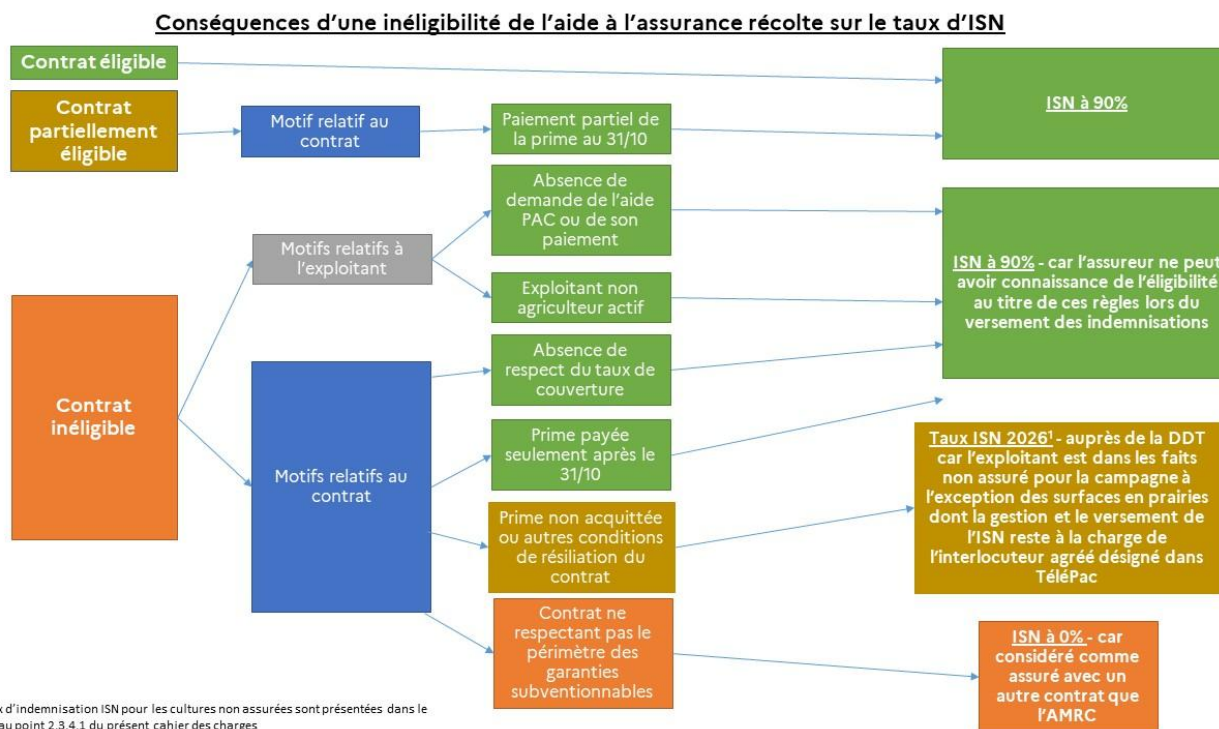 Conséquences d'une inéligibilité de l'aide à l'assurance récolte sur le taux d'ISN
Contrat éligible
ISN à 90%
Contrat
partiellement
éligible
Motif relatif au
contrat
Paiement partiel de
la prime au 31/10
Absence de
demande de l'aide
PAC ou de son
paiement
Motifs relatifs à
l'exploitant
Exploitant non
agriculteur actif
ISN à 90% - car l'assureur ne peut
avoir connaissance de l'éligibilité
au titre de ces règles lors du
versement des indemnisations
Contrat
inéligible
Motifs relatifs au
contrat
Absence de
respect du taux de
couverture
Prime payée
seulement après le
31/10
Prime non acquittée
ou autres conditions
de résiliation du
contrat
Taux ISN 2026¹ - auprès de la DDT
car l'exploitant est dans les faits
non assuré pour la campagne à
l'exception des surfaces en prairies
dont la gestion et le versement de
l'ISN reste à la charge de
l'interlocuteur agréé désigné dans
TéléPac
Contrat ne
respectant pas le
périmètre des
garanties
subventionnables
ISN à 0% - car
considéré comme
assuré avec un
autre contrat que
l'AMRC
d'indemnisation ISN pour les cultures non assurées sont présentées dans le
au point 2.3.4.1 du présent cahier des charges